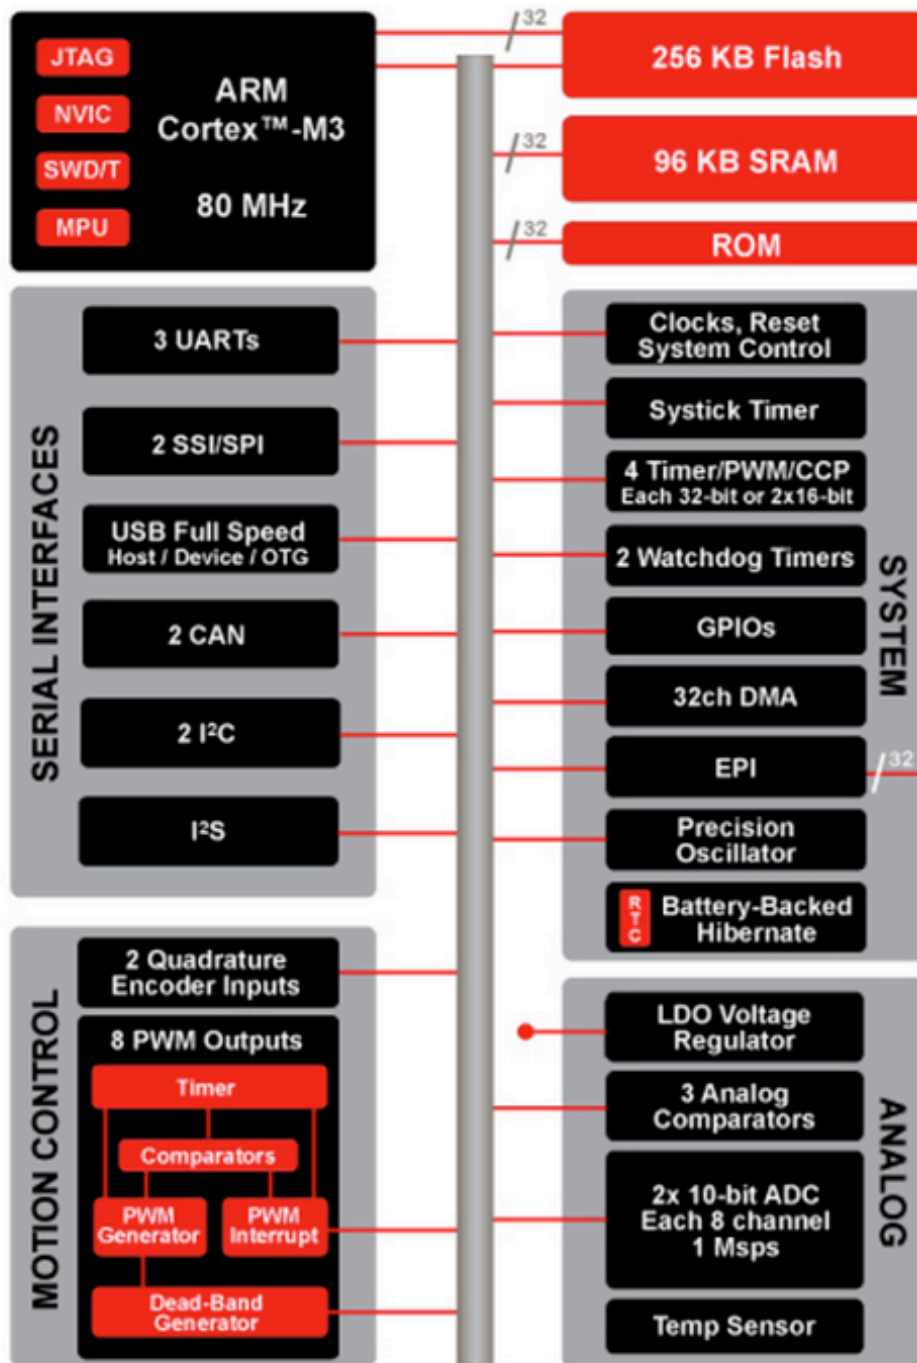 JTAG
NVIC
SWD/T
MPU
ARM
Cortex™-M3
80 MHz
32
256 KB Flash
32
96 KB SRAM
32
ROM
SERIAL INTERFACES
3 UARTs
2 SSI/SPI
USB Full Speed
Host / Device / OTG
2 CAN
2 I²C
I²S
SYSTEM
Clocks, Reset
System Control
Systick Timer
4 Timer/PWM/CCP
Each 32-bit or 2x16-bit
2 Watchdog Timers
GPIOs
32ch DMA
EPI
32
Precision
Oscillator
RTC
Battery-Backed
Hibernate
MOTION CONTROL
2 Quadrature
Encoder Inputs
8 PWM Outputs
Timer
Comparators
PWM
Generator
PWM
Interrupt
Dead-Band
Generator
ANALOG
LDO Voltage
Regulator
3 Analog
Comparators
2x 10-bit ADC
Each 8 channel
1 Msps
Temp Sensor